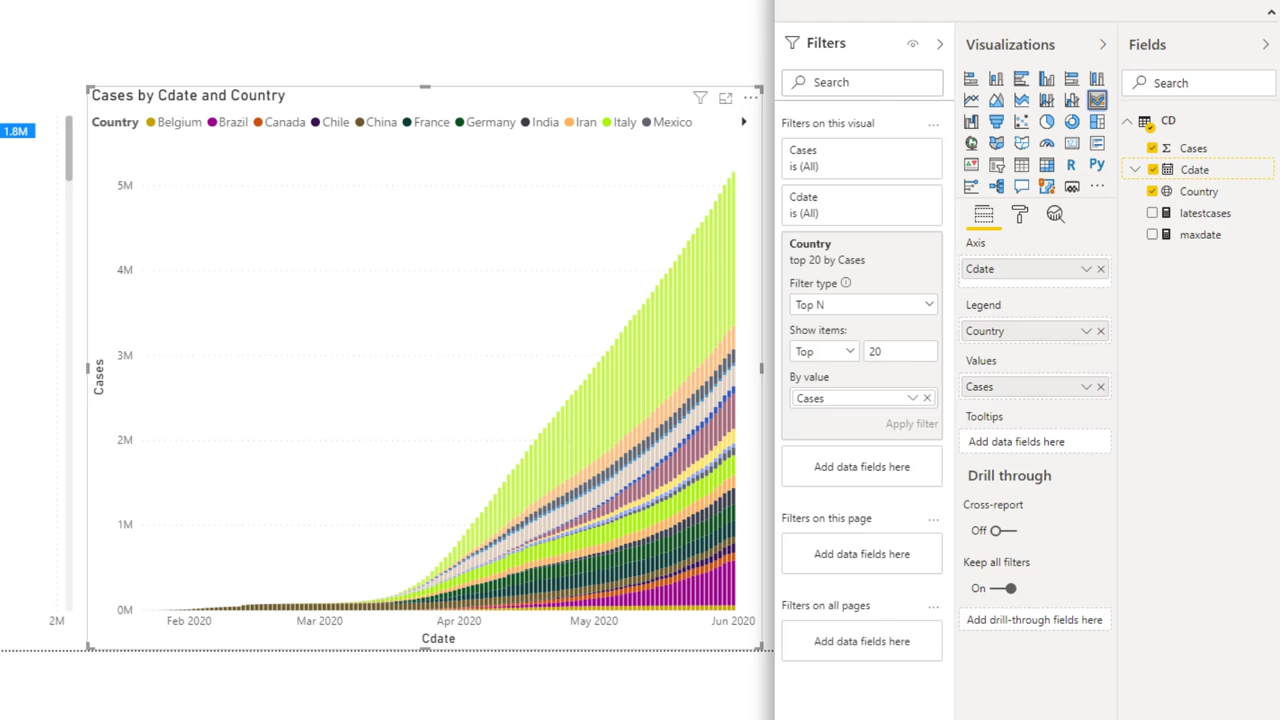 1.8M
2M
Cases by Cdate and Country
Country Belgium Brazil Canada Chile China France Germany India Iran Italy Mexico
5M
4M
3M
2M
1M
0M
Cases
Feb 2020 Mar 2020 Apr 2020 May 2020 Jun 2020
Cdate
Filters
Search
Filters on this visual ...
Cases
is (All)
Cdate
is (All)
Country
top 20 by Cases
Filter type
Top N
Show items:
Top 20
By value
Cases
Apply filter
Add data fields here
Filters on this page ...
Add data fields here
Filters on all pages ...
Add data fields here
Visualizations
R Py
...
Axis
Cdate
Legend
Country
Values
Cases
Tooltips
Add data fields here
Drill through
Cross-report
Off
Keep all filters
On
Add drill-through fields here
Fields
Search
CD
Σ Cases
Cdate
Country
latestcases
maxdate